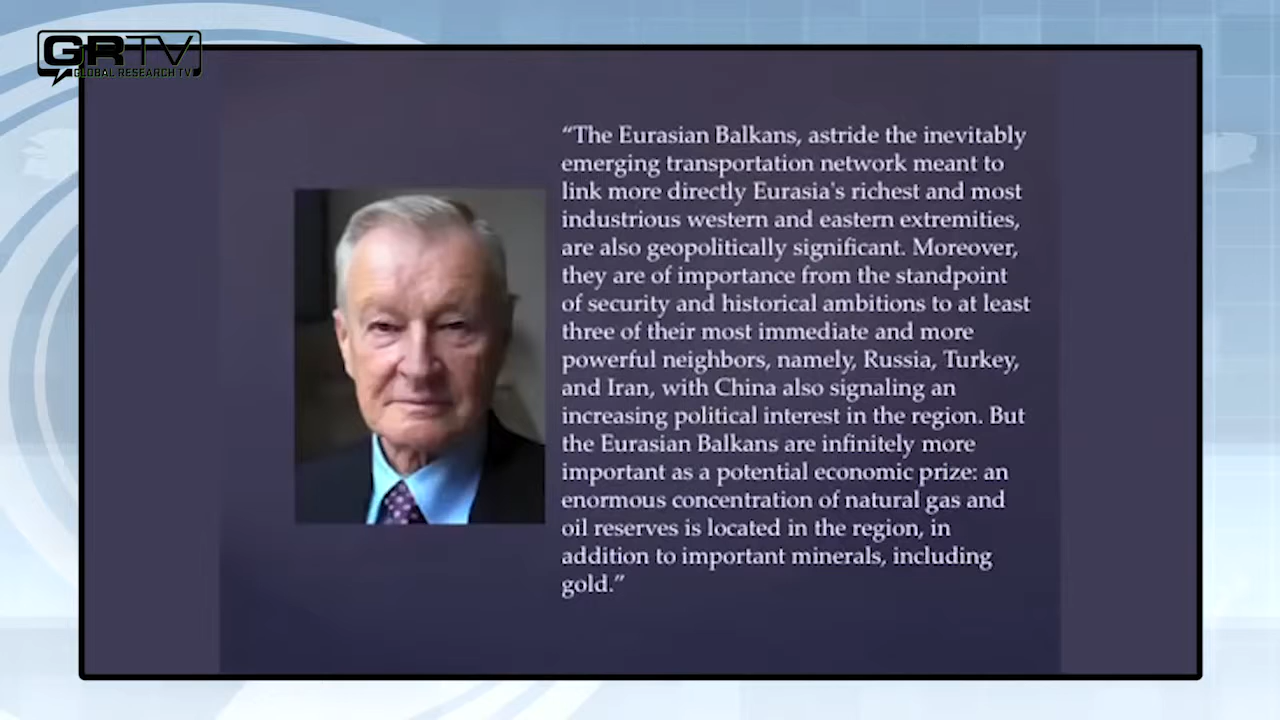 GRTV
GLOBAL RESEARCH TV
“The Eurasian Balkans, astride the inevitably
emerging transportation network meant to
link more directly Eurasia's richest and most
industrious western and eastern extremities,
are also geopolitically significant. Moreover,
they are of importance from the standpoint
of security and historical ambitions to at least
three of their most immediate and more
powerful neighbors, namely, Russia, Turkey,
and Iran, with China also signaling an
increasing political interest in the region. But
the Eurasian Balkans are infinitely more
important as a potential economic prize: an
enormous concentration of natural gas and
oil reserves is located in the region, in
addition to important minerals, including
gold.”